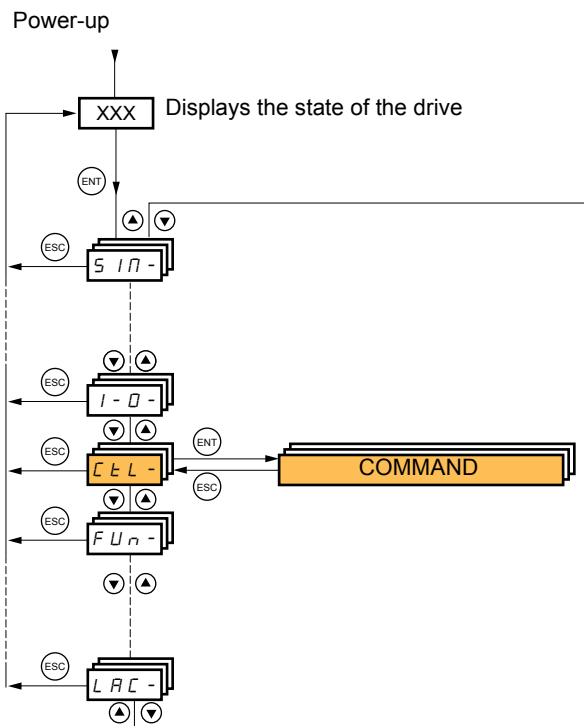 Power-up
XXX Displays the state of the drive
ENT
ESC
SIM-
ESC
I-O-
ESC
CtL-
ENT
ESC
COMMAND
ESC
FUn-
ESC
LAC-